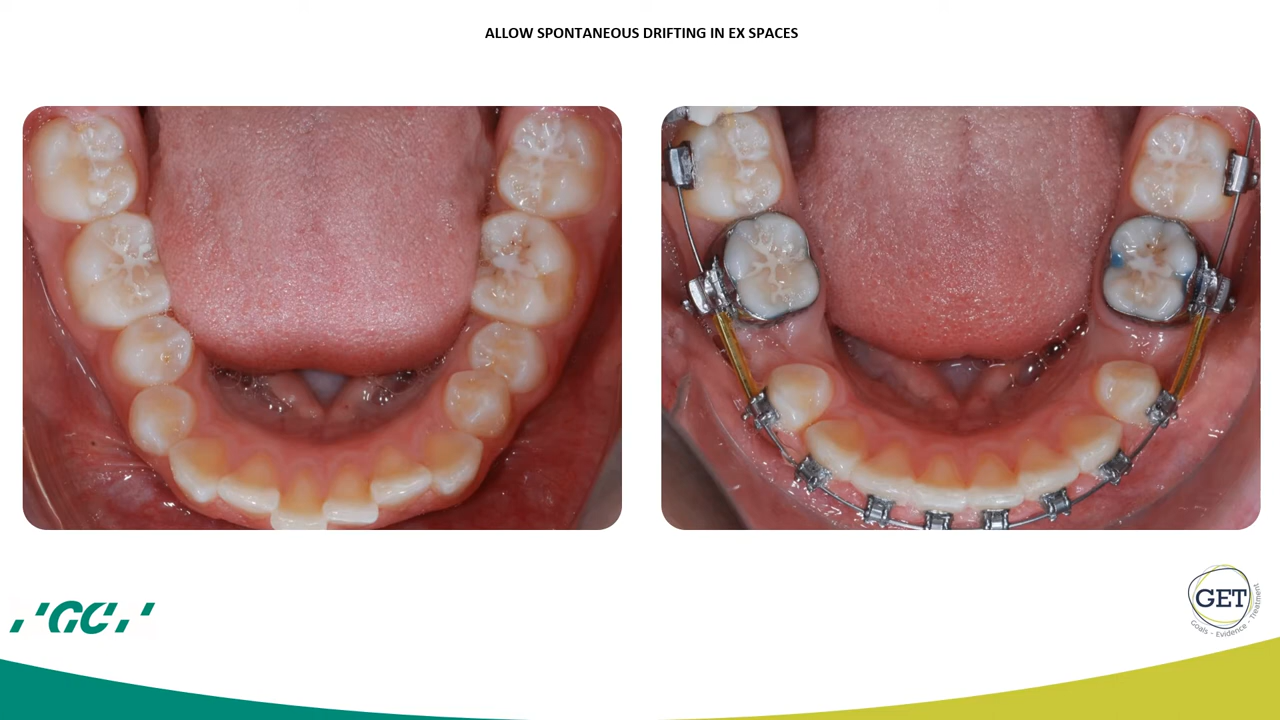 ALLOW SPONTANEOUS DRIFTING IN EX SPACES
GC
GET
Goals - Evidence - Treatment